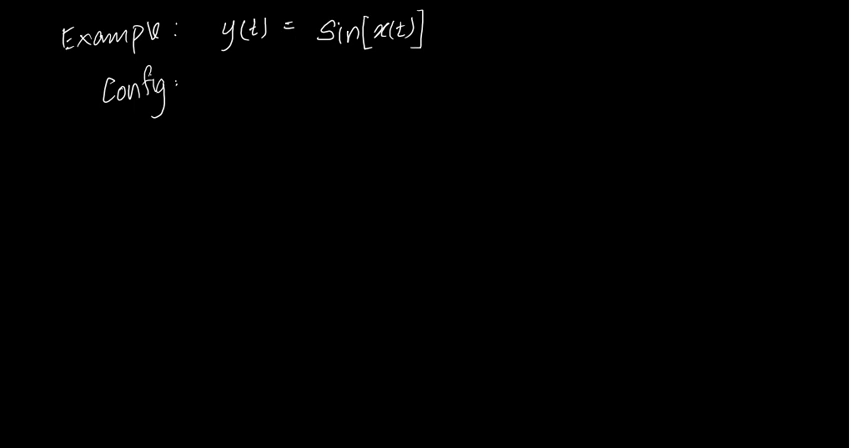 Example: y(t) = Sin[x(t)]
Config: